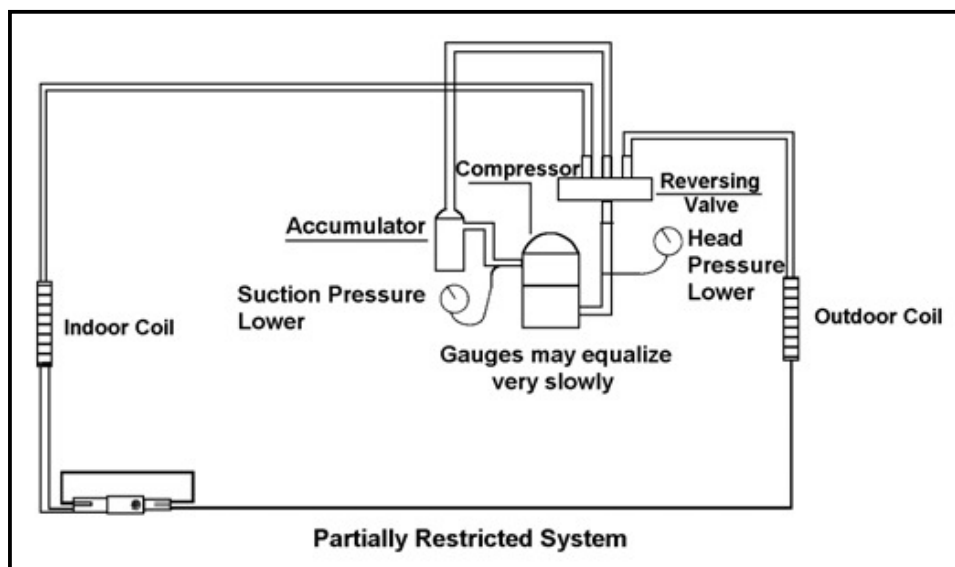 Compressor
Reversing
Valve
Accumulator
Head
Pressure
Lower
Suction Pressure
Lower
Indoor Coil
Outdoor Coil
Gauges may equalize
very slowly
Partially Restricted System